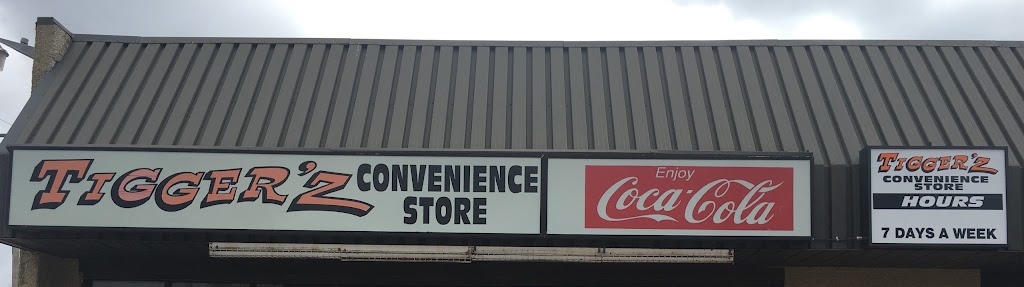 TIGGER'Z CONVENIENCE
STORE
Enjoy
Coca-Cola
TIGGER'Z
CONVENIENCE
STORE
HOURS
7 DAYS A WEEK